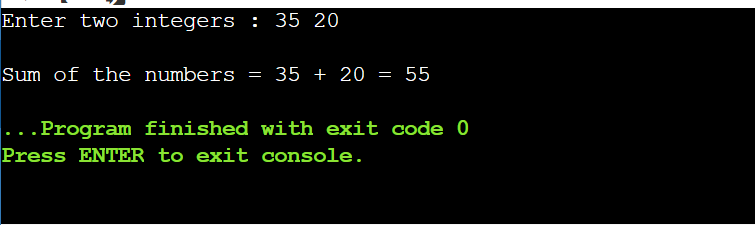 Enter two integers : 35 20
Sum of the numbers = 35 + 20 = 55
...Program finished with exit code 0
Press ENTER to exit console.